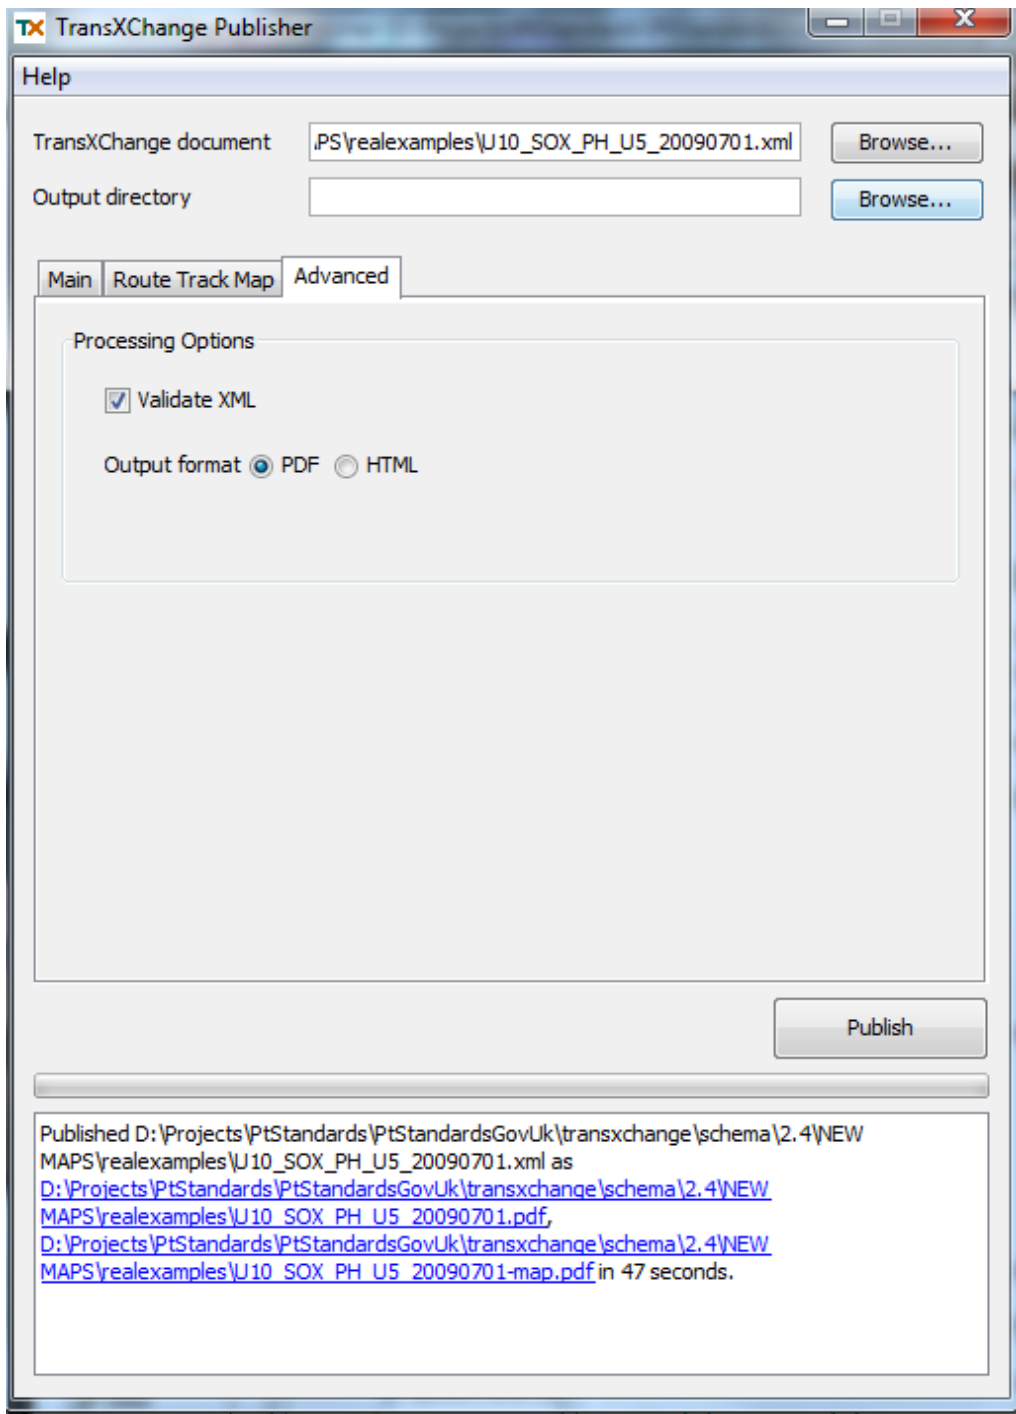 TX TransXChange Publisher
Help
TransXChange document .PS\realexamples\U10_SOX_PH_U5_20090701.xml Browse...
Output directory Browse...
Main Route Track Map Advanced
Processing Options
Validate XML
Output format PDF HTML
Publish
Published D:\Projects\PtStandards\PtStandardsGovUk\transxchange\schema\2.4\NEW
MAPS\realexamples\U10_SOX_PH_U5_20090701.xml as
D:\Projects\PtStandards\PtStandardsGovUk\transxchange\schema\2.4\NEW
MAPS\realexamples\U10_SOX_PH_U5_20090701.pdf,
D:\Projects\PtStandards\PtStandardsGovUk\transxchange\schema\2.4\NEW
MAPS\realexamples\U10_SOX_PH_U5_20090701-map.pdf in 47 seconds.